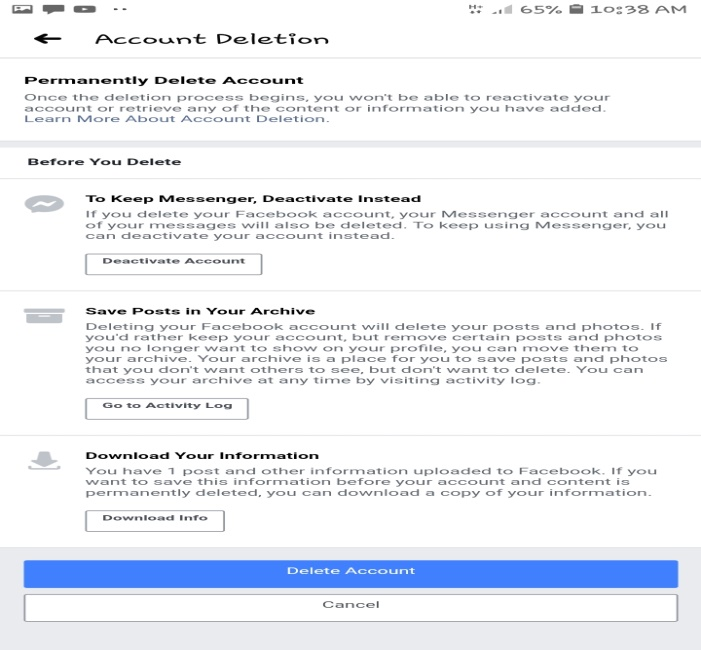 65% 10:38 AM
Account Deletion
Permanently Delete Account
Once the deletion process begins, you won't be able to reactivate your
account or retrieve any of the content or information you have added.
Learn More About Account Deletion.
Before You Delete
To Keep Messenger, Deactivate Instead
If you delete your Facebook account, your Messenger account and all
of your messages will also be deleted. To keep using Messenger, you
can deactivate your account instead.
Deactivate Account
Save Posts in Your Archive
Deleting your Facebook account will delete your posts and photos. If
you'd rather keep your account, but remove certain posts and photos
you no longer want to show on your profile, you can move them to
your archive. Your archive is a place for you to save posts and photos
that you don't want others to see, but don't want to delete. You can
access your archive at any time by visiting activity log.
Go to Activity Log
Download Your Information
You have 1 post and other information uploaded to Facebook. If you
want to save this information before your account and content is
permanently deleted, you can download a copy of your information.
Download Info
Delete Account
Cancel